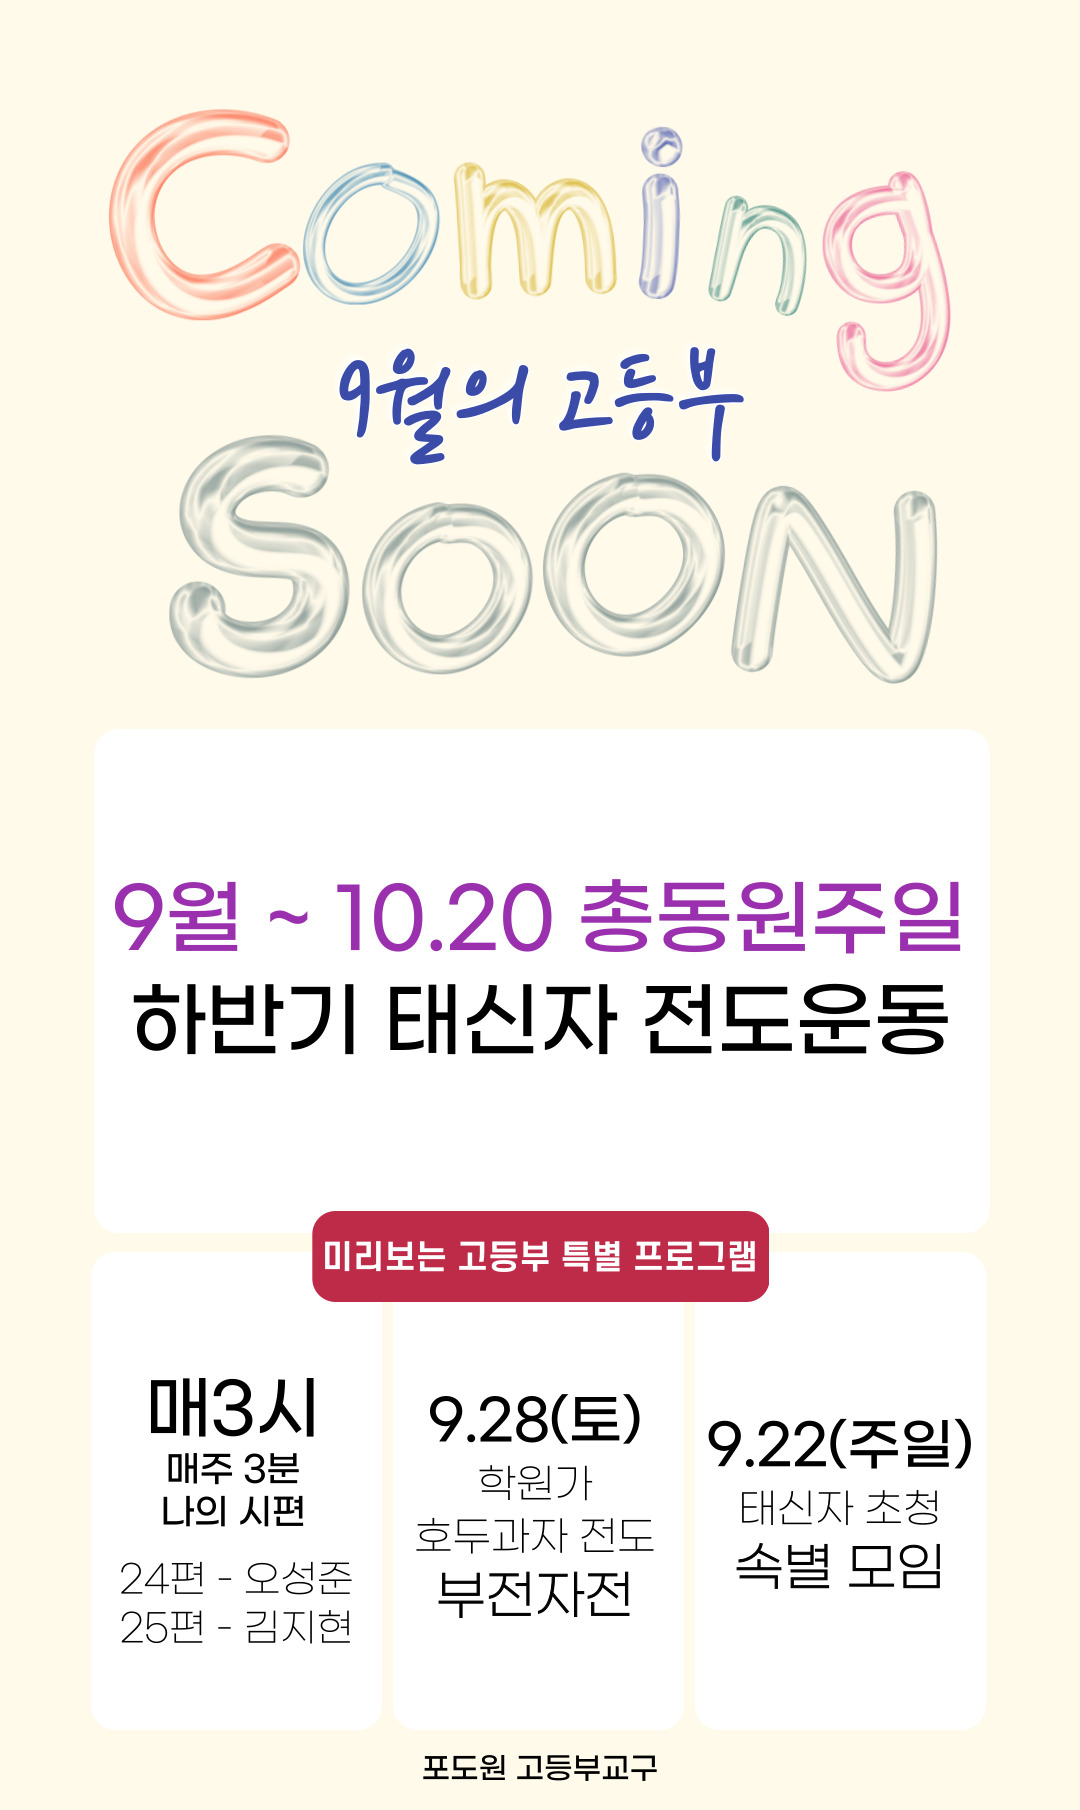 Coming
9월의 고등부
SOON
9월 ~ 10.20 총동원주일
하반기 태신자 전도운동
미리보는 고등부 특별 프로그램
매3시
매주 3분
나의 시편
24편 - 오성준
25편 - 김지현
9.28(토)
학원가
호두과자 전도
부전자전
9.22(주일)
태신자 초청
속별 모임
포도원 고등부교구